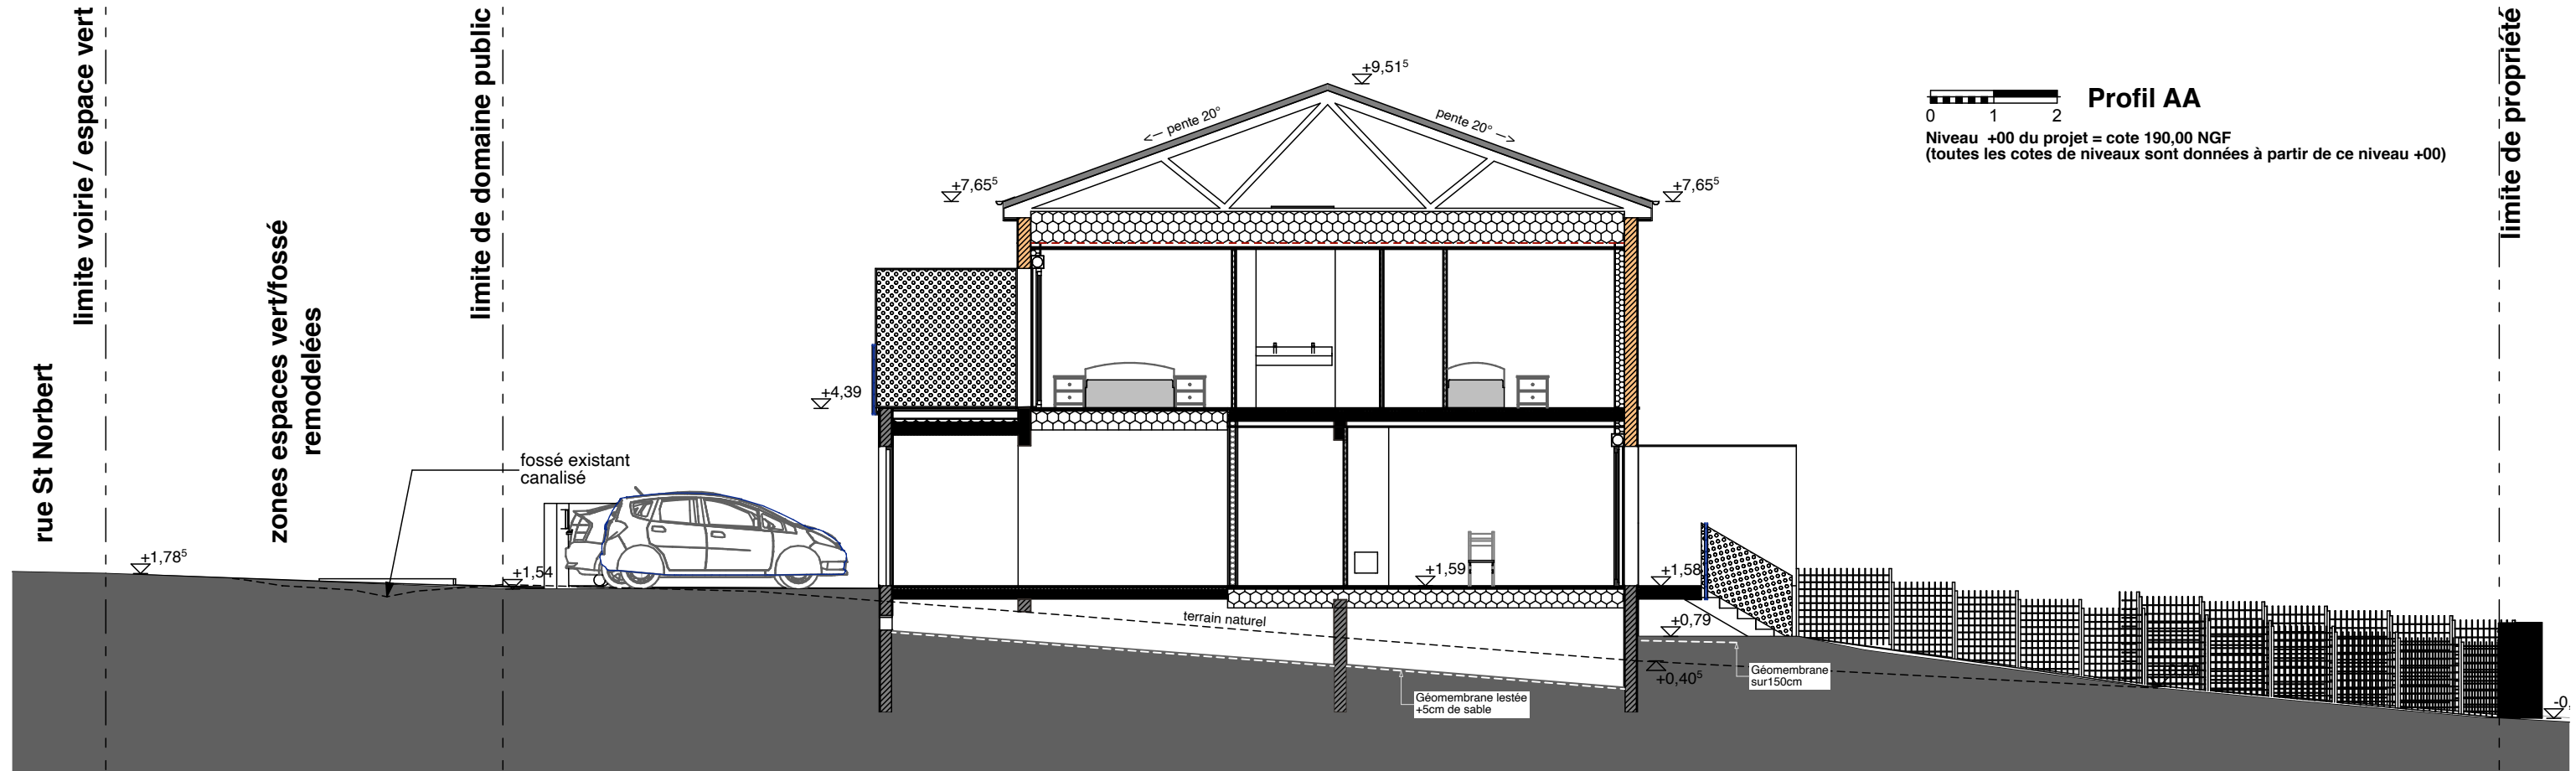 rue St Norbert
limite voirie / espace vert
zones espaces vert/fossé
remodelées
limite de domaine public
fossé existant
canalisé
+1,78⁵
+1,54
+4,39
+7,65⁵
← pente 20°
+9,51⁵
pente 20° →
+7,65⁵
+1,59
terrain naturel
Géomembrane lestée
+5cm de sable
+1,58
+0,79
+0,40⁵
Géomembrane
sur150cm
0 1 2
Profil AA
Niveau +00 du projet = cote 190,00 NGF
(toutes les cotes de niveaux sont données à partir de ce niveau +00)
limite de propriété
-0,